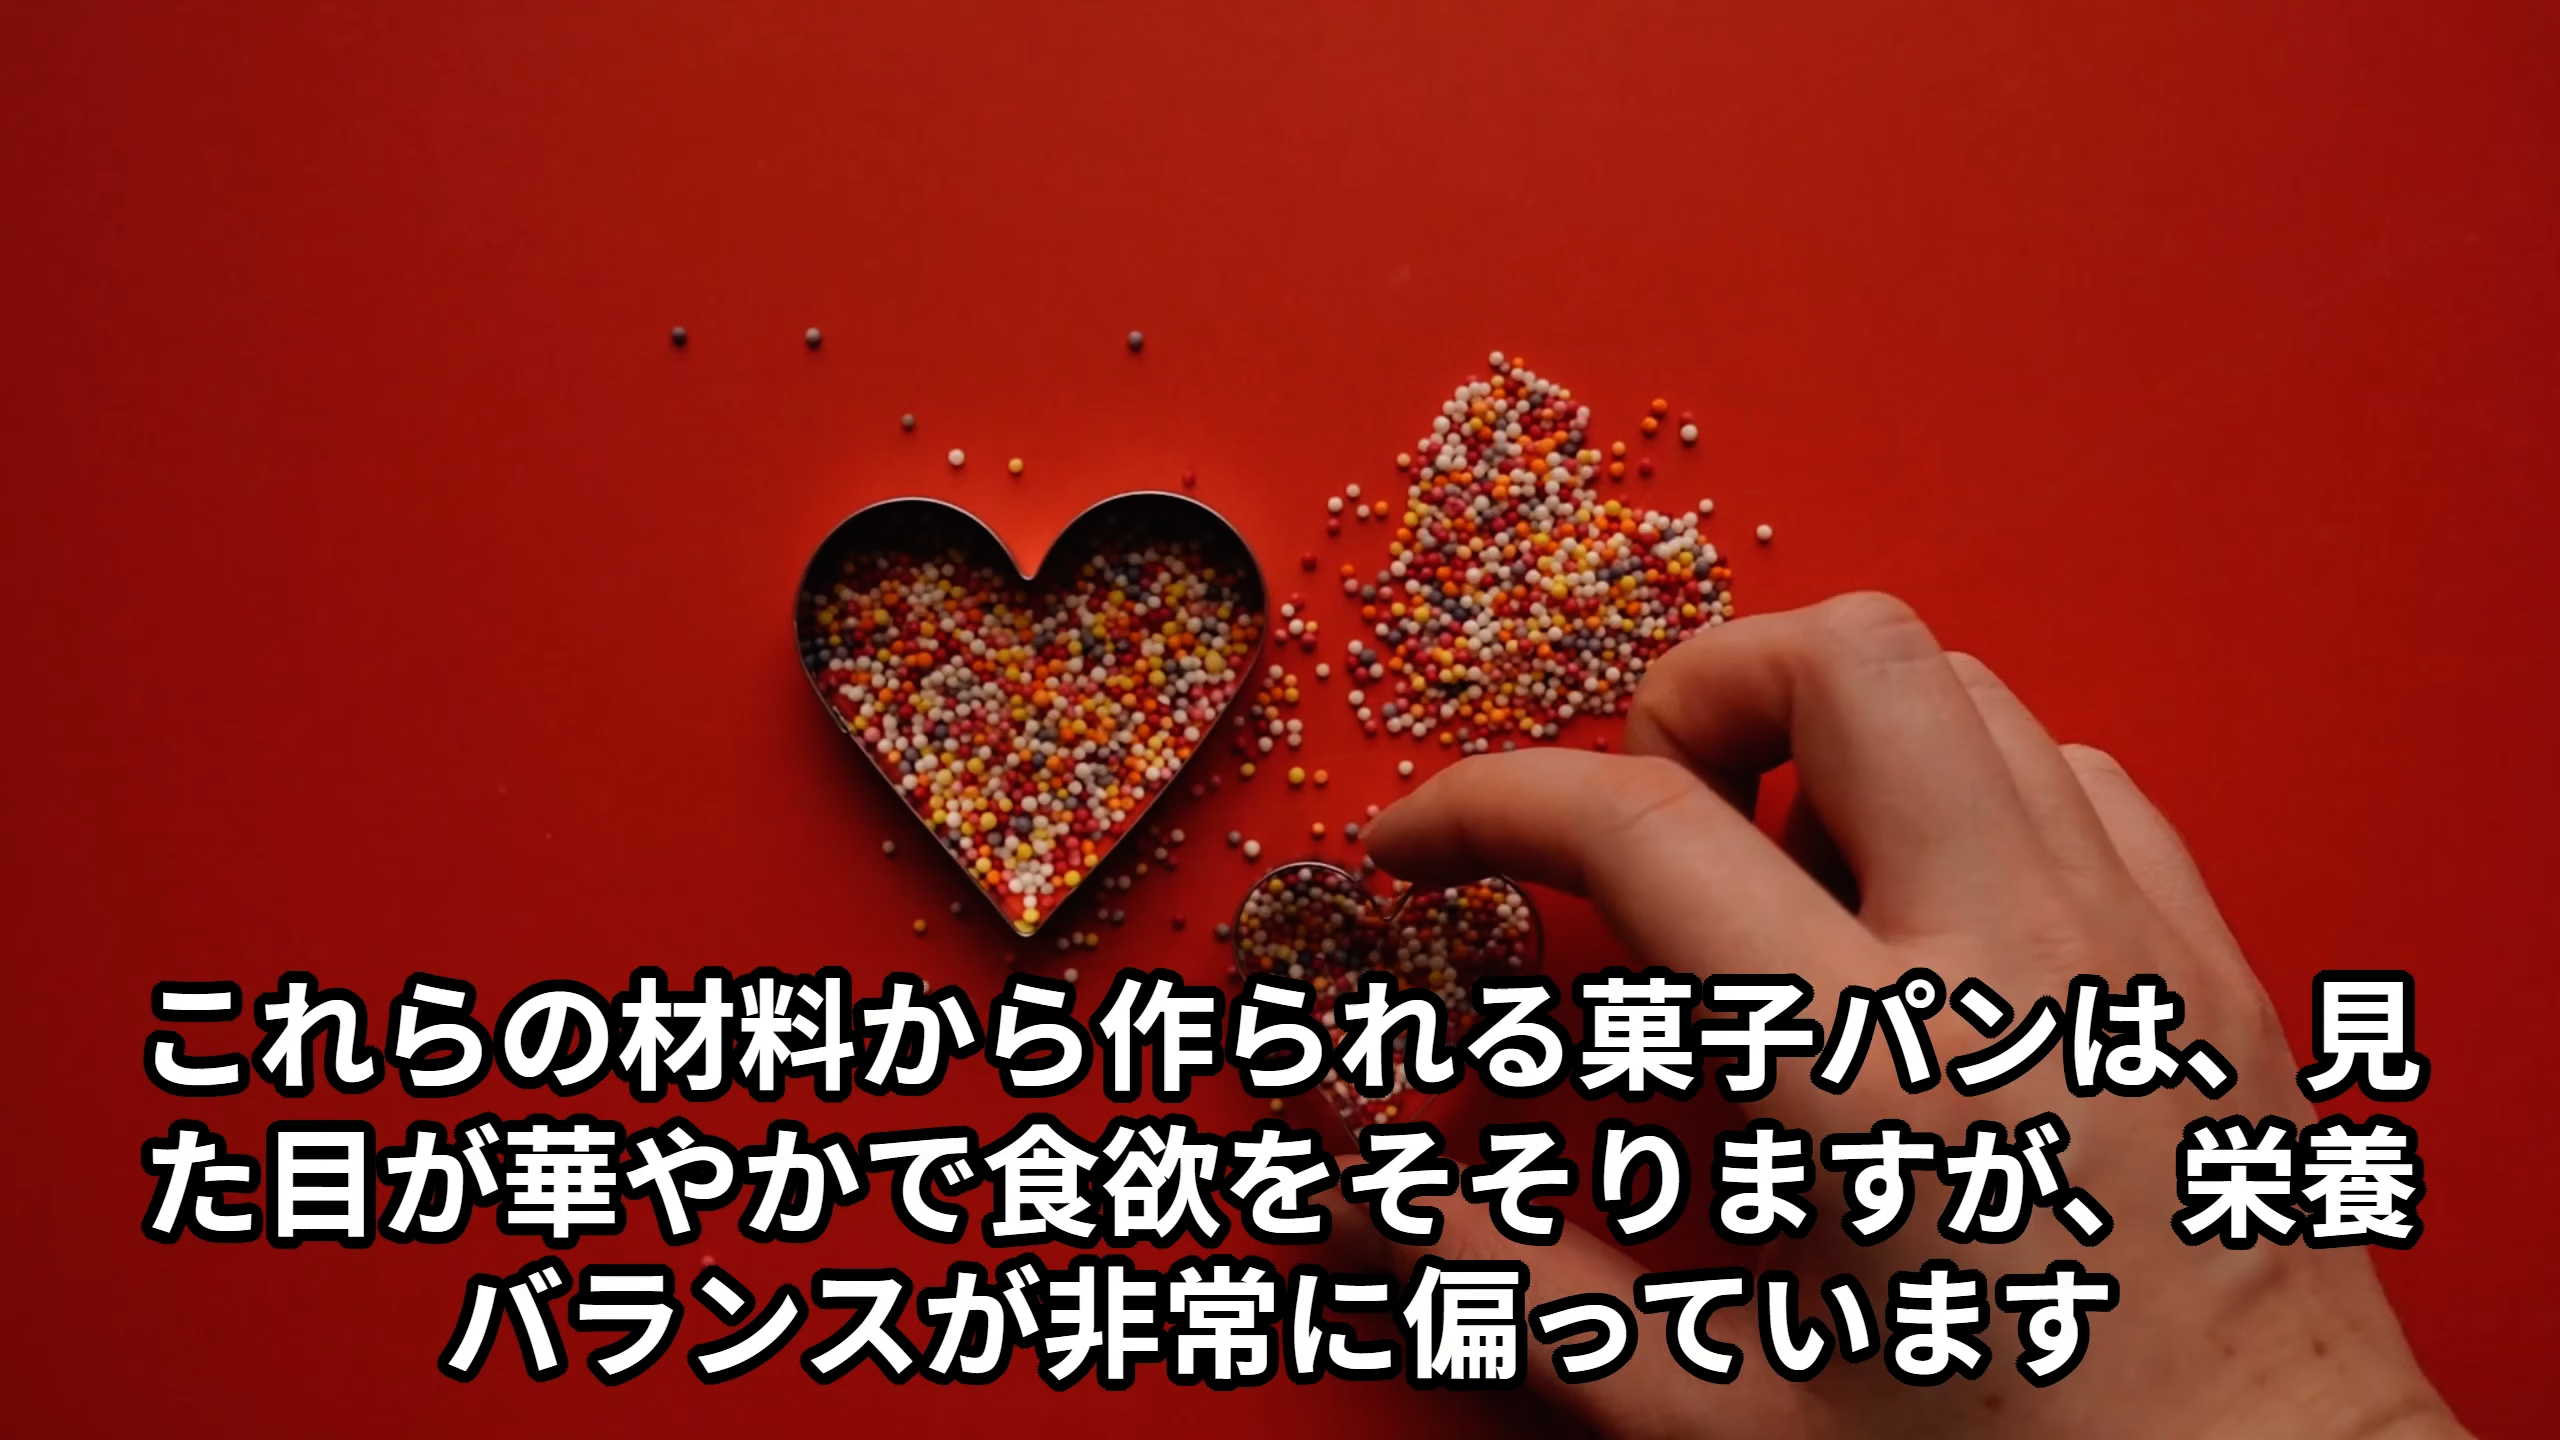 これらの材料から作られる菓子パンは、見
た目が華やかで食欲をそそりますが、栄養
バランスが非常に偏っています